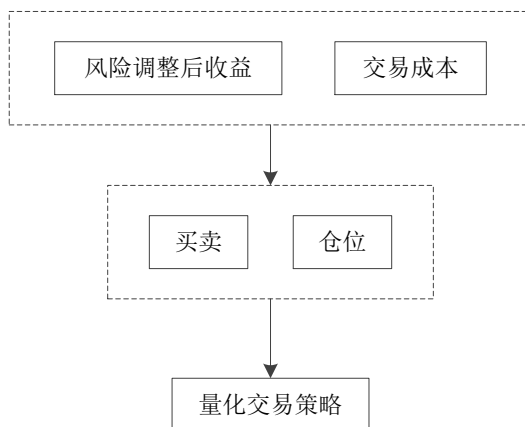 风险调整后收益
交易成本
买卖
仓位
量化交易策略